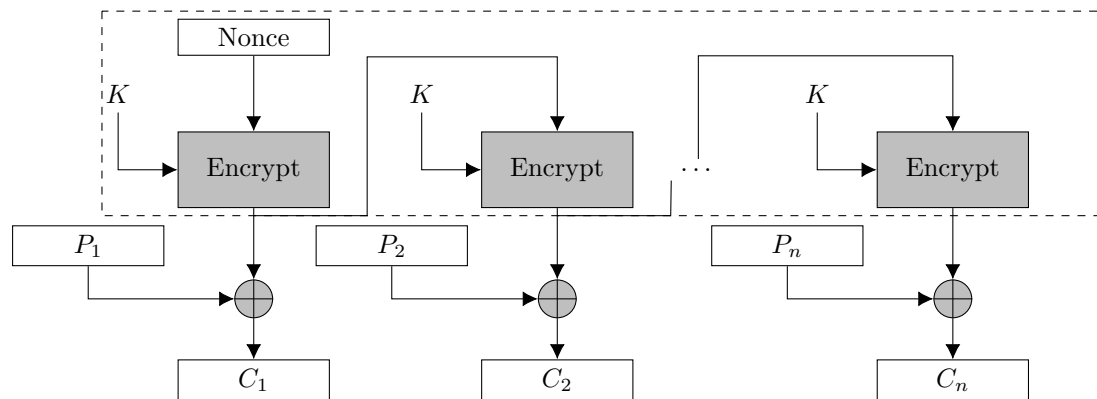 Nonce
K K K
Encrypt Encrypt ... Encrypt
P₁ P₂ Pₙ
C₁ C₂ Cₙ